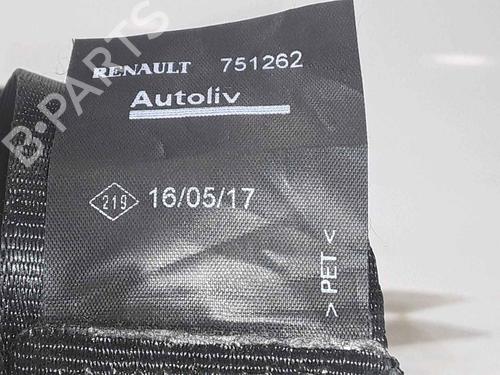 RENAULT 751262
Autoliv
219 16/05/17
>PET<
B-PARTS